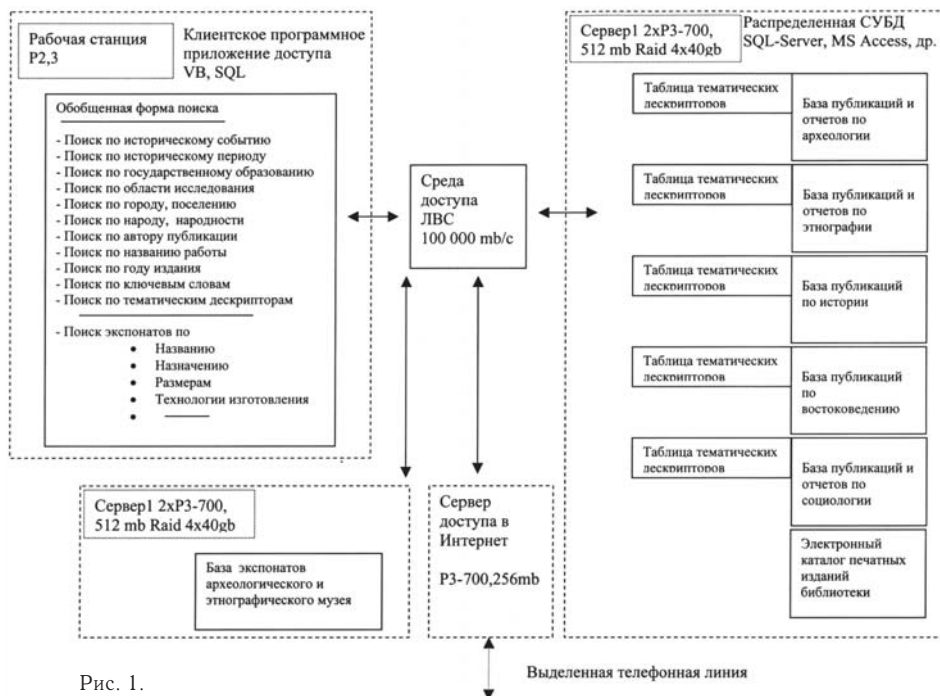 Рабочая станция
P2,3
Клиентское программное
приложение доступа
VB, SQL
Обобщенная форма поиска
- Поиск по историческому событию
- Поиск по историческому периоду
- Поиск по государственному образованию
- Поиск по области исследования
- Поиск по городу, поселению
- Поиск по народу, народности
- Поиск по автору публикации
- Поиск по названию работы
- Поиск по году издания
- Поиск по ключевым словам
- Поиск по тематическим дескрипторам
- Поиск экспонатов по
• Названию
• Назначению
• Размерам
• Технологии изготовления
•
Среда
доступа
ЛВС
100 000 mb/c
Сервер1 2xP3-700,
512 mb Raid 4x40gb
Распределенная СУБД
SQL-Server, MS Access, др.
Таблица тематических
дескрипторов
База публикаций и
отчетов по
археологии
Таблица тематических
дескрипторов
База публикаций и
отчетов по
этнографии
Таблица тематических
дескрипторов
База публикаций
по истории
Таблица тематических
дескрипторов
База публикаций
по
востоковедению
Таблица тематических
дескрипторов
База публикаций и
отчетов по
социологии
Электронный
каталог печатных
изданий
библиотеки
Сервер1 2xP3-700,
512 mb Raid 4x40gb
База экспонатов
археологического и
этнографического музея
Сервер
доступа в
Интернет
P3-700,256mb
Выделенная телефонная линия
Рис. 1.